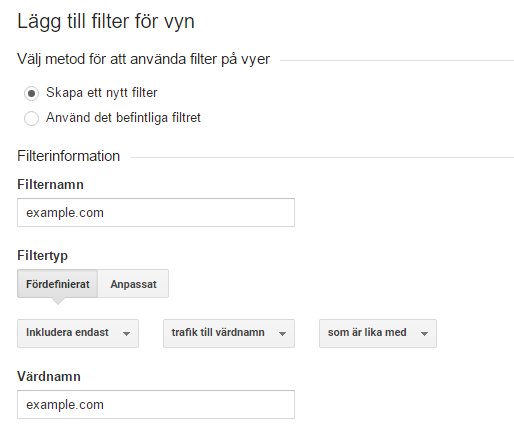 Lägg till filter för vyn
Välj metod för att använda filter på vyer
Skapa ett nytt filter
Använd det befintliga filtret
Filterinformation
Filternamn
example.com
Filtertyp
Fördefinierat Anpassat
Inkludera endast trafik till värdnamn som är lika med
Värdnamn
example.com